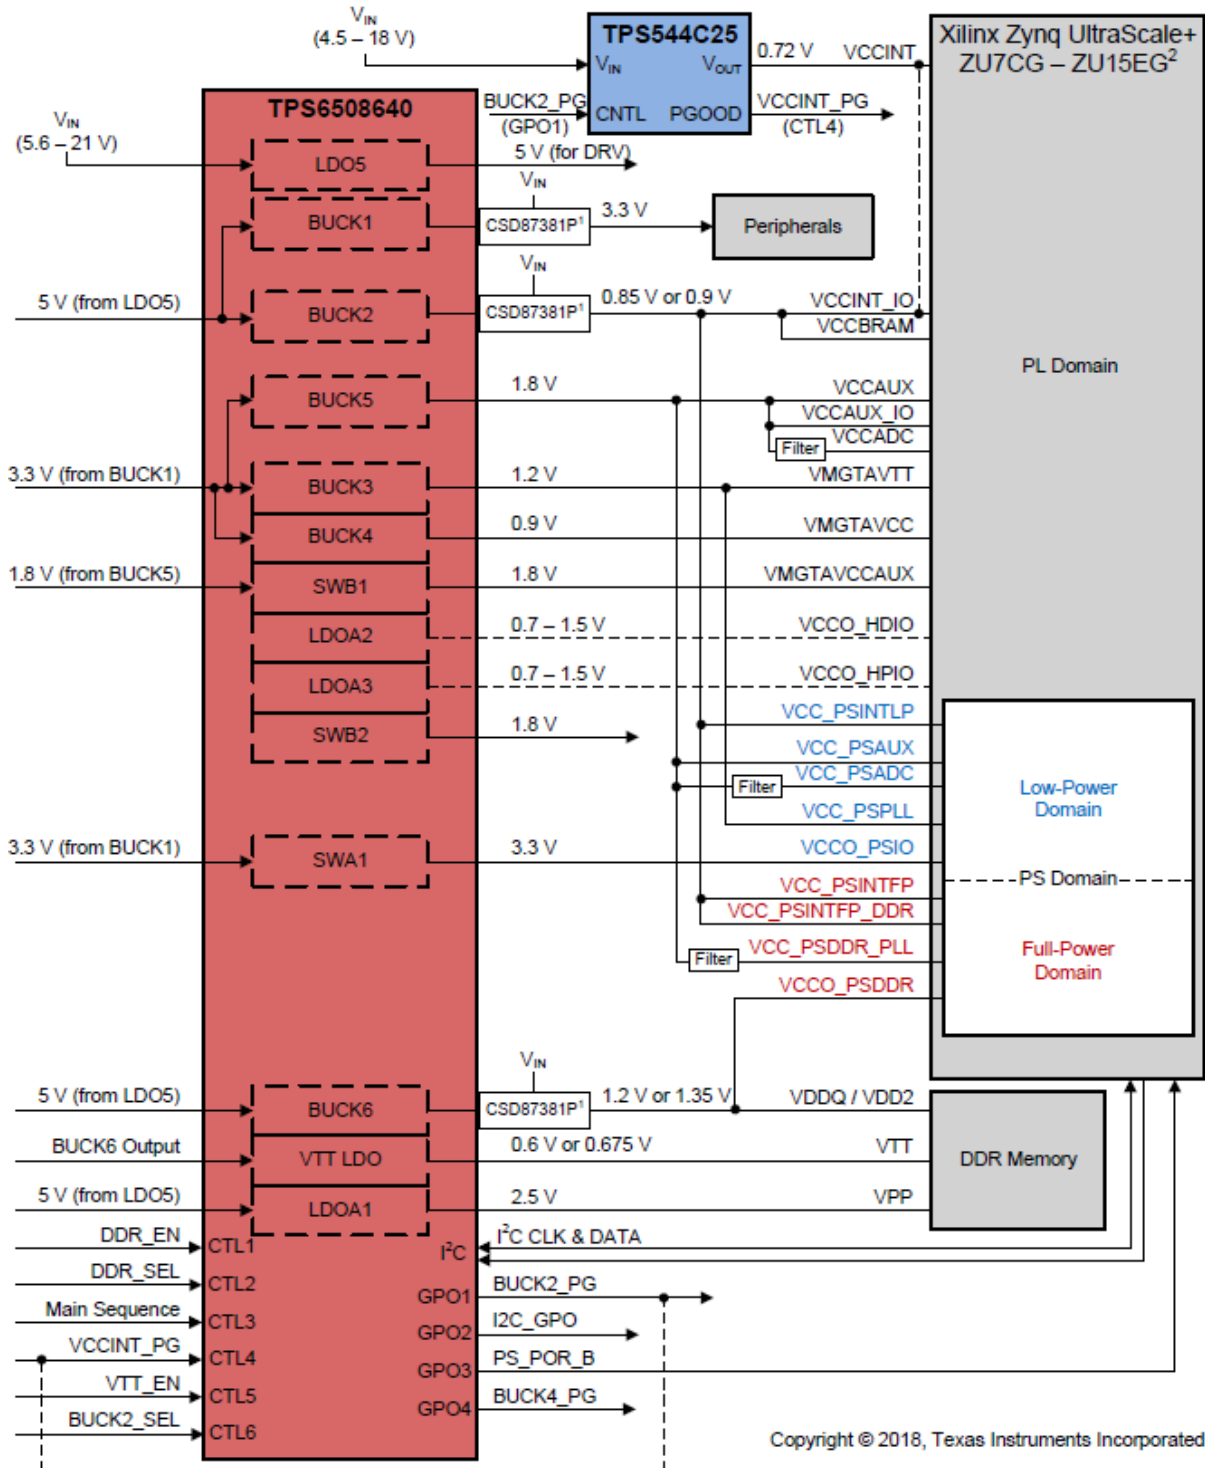 V_IN
(4.5 – 18 V)
TPS544C25
V_IN
V_OUT
0.72 V
VCCINT
Xilinx Zynq UltraScale+
ZU7CG – ZU15EG²
BUCK2_PG
(GPO1)
CNTL
PGOOD
VCCINT_PG
(CTL4)
TPS6508640
V_IN
(5.6 – 21 V)
LDO5
5 V (for DRV)
V_IN
BUCK1
CSD87381P¹
3.3 V
Peripherals
V_IN
5 V (from LDO5)
BUCK2
CSD87381P¹
0.85 V or 0.9 V
VCCINT_IO
VCCBRAM
PL Domain
BUCK5
1.8 V
VCCAUX
VCCAUX_IO
VCCADC
Filter
3.3 V (from BUCK1)
BUCK3
1.2 V
VMGTAVTT
BUCK4
0.9 V
VMGTAVCC
1.8 V (from BUCK5)
SWB1
1.8 V
VMGTAVCCAUX
LDOA2
0.7 – 1.5 V
VCCO_HDIO
LDOA3
0.7 – 1.5 V
VCCO_HPIO
SWB2
1.8 V
VCC_PSINTLP
VCC_PSAUX
VCC_PSADC
Filter
VCC_PSPLL
Low-Power
Domain
3.3 V (from BUCK1)
SWA1
3.3 V
VCCO_PSIO
PS Domain
VCC_PSINTFP
VCC_PSINTFP_DDR
VCC_PSDDR_PLL
Filter
VCCO_PSDDR
Full-Power
Domain
V_IN
5 V (from LDO5)
BUCK6
CSD87381P¹
1.2 V or 1.35 V
VDDQ / VDD2
BUCK6 Output
VTT LDO
0.6 V or 0.675 V
VTT
DDR Memory
5 V (from LDO5)
LDOA1
2.5 V
VPP
DDR_EN
CTL1
I²C
I²C CLK & DATA
DDR_SEL
CTL2
GPO1
BUCK2_PG
Main Sequence
CTL3
GPO2
I2C_GPO
VCCINT_PG
CTL4
GPO3
PS_POR_B
VTT_EN
CTL5
GPO4
BUCK4_PG
BUCK2_SEL
CTL6
Copyright © 2018, Texas Instruments Incorporated